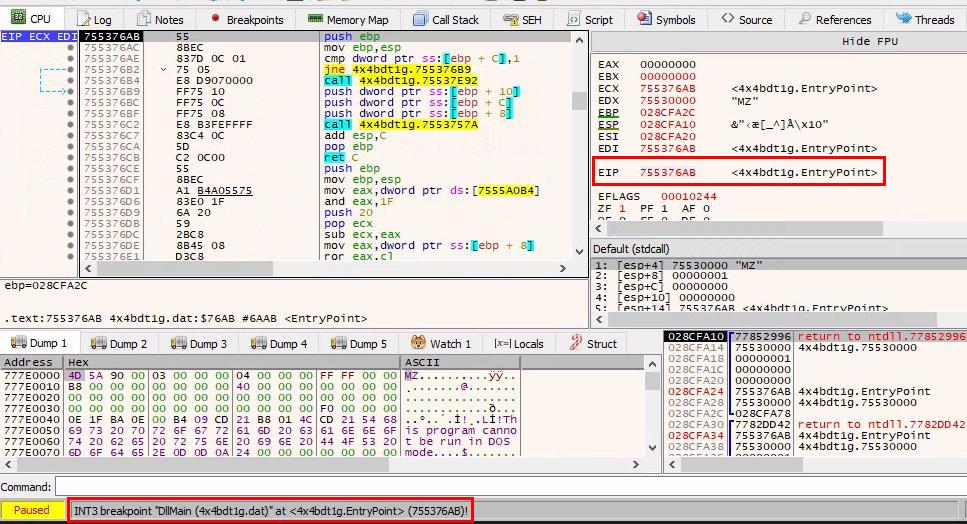 CPU Log Notes Breakpoints Memory Map Call Stack SEH Script Symbols Source References Threads
EIP ECX EDI
755376AB 55 push ebp
755376AC 8BEC mov ebp,esp
755376AE 837D 0C 01 cmp dword ptr ss:[ebp + C],1
755376B2 75 05 jne 4x4bdt1g.755376B9
755376B4 E8 D9070000 call 4x4bdt1g.75537E92
755376B9 FF75 10 push dword ptr ss:[ebp + 10]
755376BC FF75 0C push dword ptr ss:[ebp + C]
755376BF FF75 08 push dword ptr ss:[ebp + 8]
755376C2 E8 B3FEFFFF call 4x4bdt1g.7553757A
755376C7 83C4 0C add esp,C
755376CA 5D pop ebp
755376CB C2 0C00 ret C
755376CE 55 push ebp
755376CF 8BEC mov ebp,esp
755376D1 A1 B4A05575 mov eax,dword ptr ds:[7555A0B4]
755376D6 83E0 1F and eax,1F
755376D9 6A 20 push 20
755376DB 59 pop ecx
755376DC 2BC8 sub ecx,eax
755376DE 8B45 08 mov eax,dword ptr ss:[ebp + 8]
755376E1 D3C8 ror eax,cl
ebp=028CFA2C
.text:755376AB 4x4bdt1g.dat:$76AB #6AAB <EntryPoint>
Hide FPU
EAX 00000000
EBX 00000000
ECX 755376AB <4x4bdt1g.EntryPoint>
EDX 75530000 "MZ"
EBP 028CFA2C
ESP 028CFA10 &"‹æ[_^]Å\x10"
ESI 028CFA20
EDI 755376AB <4x4bdt1g.EntryPoint>
EIP 755376AB <4x4bdt1g.EntryPoint>
EFLAGS 00010244
ZF 1 PF 1 AF 0
Default (stdcall)
1: [esp+4] 75530000 "MZ"
2: [esp+8] 00000001
3: [esp+C] 00000000
4: [esp+10] 00000000
5: [esp+14] 755376AB <4x4bdt1g.EntryPoint>
Dump 1 Dump 2 Dump 3 Dump 4 Dump 5 Watch 1 [x=] Locals Struct
Address Hex ASCII
777E0000 4D 5A 90 00 03 00 00 00 04 00 00 00 FF FF 00 00 MZ..........ÿÿ..
777E0010 B8 00 00 00 00 00 00 00 40 00 00 00 00 00 00 00 ¸.......@.......
777E0020 00 00 00 00 00 00 00 00 00 00 00 00 00 00 00 00 ................
777E0030 00 00 00 00 00 00 00 00 00 00 00 00 F0 00 00 00 ............ð...
777E0040 0E 1F BA 0E 00 B4 09 CD 21 B8 01 4C CD 21 54 68 ..º..´.Í!¸.LÍ!Th
777E0050 69 73 20 70 72 6F 67 72 61 6D 20 63 61 6E 6E 6F is program canno
777E0060 74 20 62 65 20 72 75 6E 20 69 6E 20 44 4F 53 20 t be run in DOS
777E0070 6D 6F 64 65 2E 0D 0D 0A 24 00 00 00 00 00 00 00 mode....$.......
028CFA10 77852996 return to ntdll.77852996
028CFA14 75530000 4x4bdt1g.75530000
028CFA18 00000001
028CFA1C 00000000
028CFA20 00000000
028CFA24 755376AB 4x4bdt1g.EntryPoint
028CFA28 75530000 4x4bdt1g.75530000
028CFA2C 028CFA78
028CFA30 7782DD42 return to ntdll.7782DD42
028CFA34 755376AB 4x4bdt1g.EntryPoint
028CFA38 75530000 4x4bdt1g.75530000
Command:
Paused INT3 breakpoint "DllMain (4x4bdt1g.dat)" at <4x4bdt1g.EntryPoint> (755376AB)!